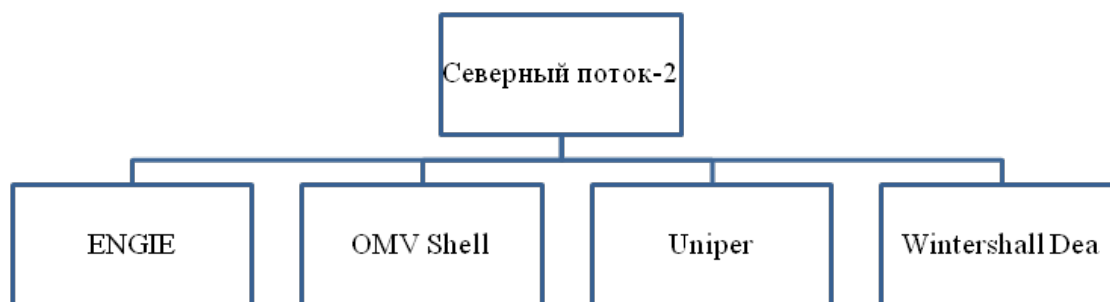 Северный поток-2
ENGIE
OMV Shell
Uniper
Wintershall Dea